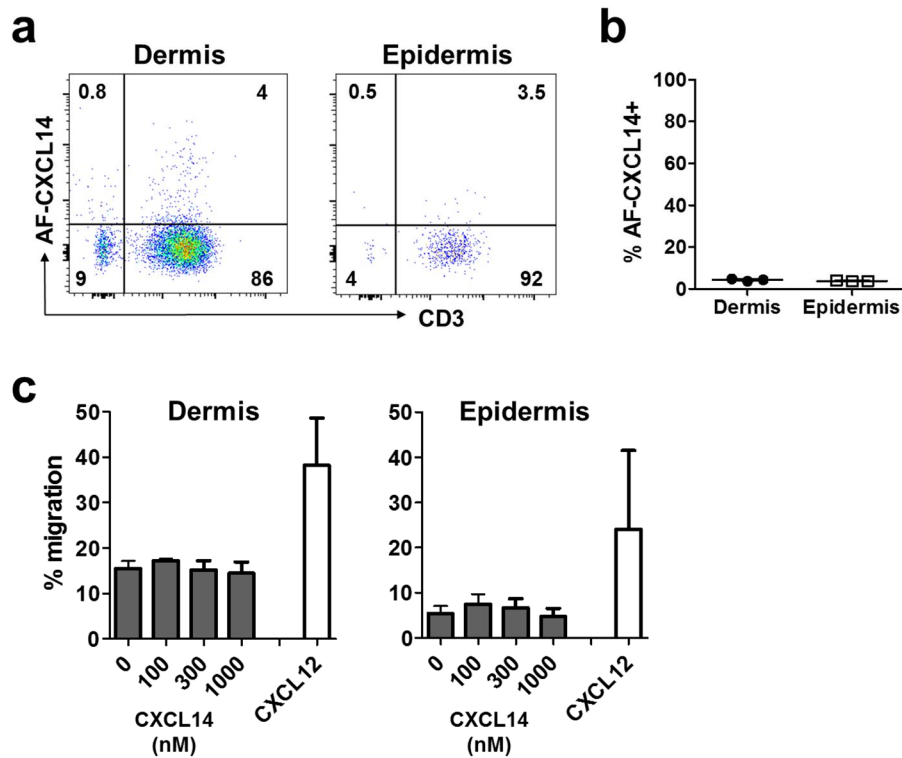 a
Dermis
Epidermis
AF-CXCL14
0.8
4
9
86
0.5
3.5
4
92
CD3
b
% AF-CXCL14+
100
80
60
40
20
0
Dermis
Epidermis
c
Dermis
% migration
50
40
30
20
10
0
0
100
300
1000
CXCL12
CXCL14
(nM)
Epidermis
50
40
30
20
10
0
0
100
300
1000
CXCL12
CXCL14
(nM)